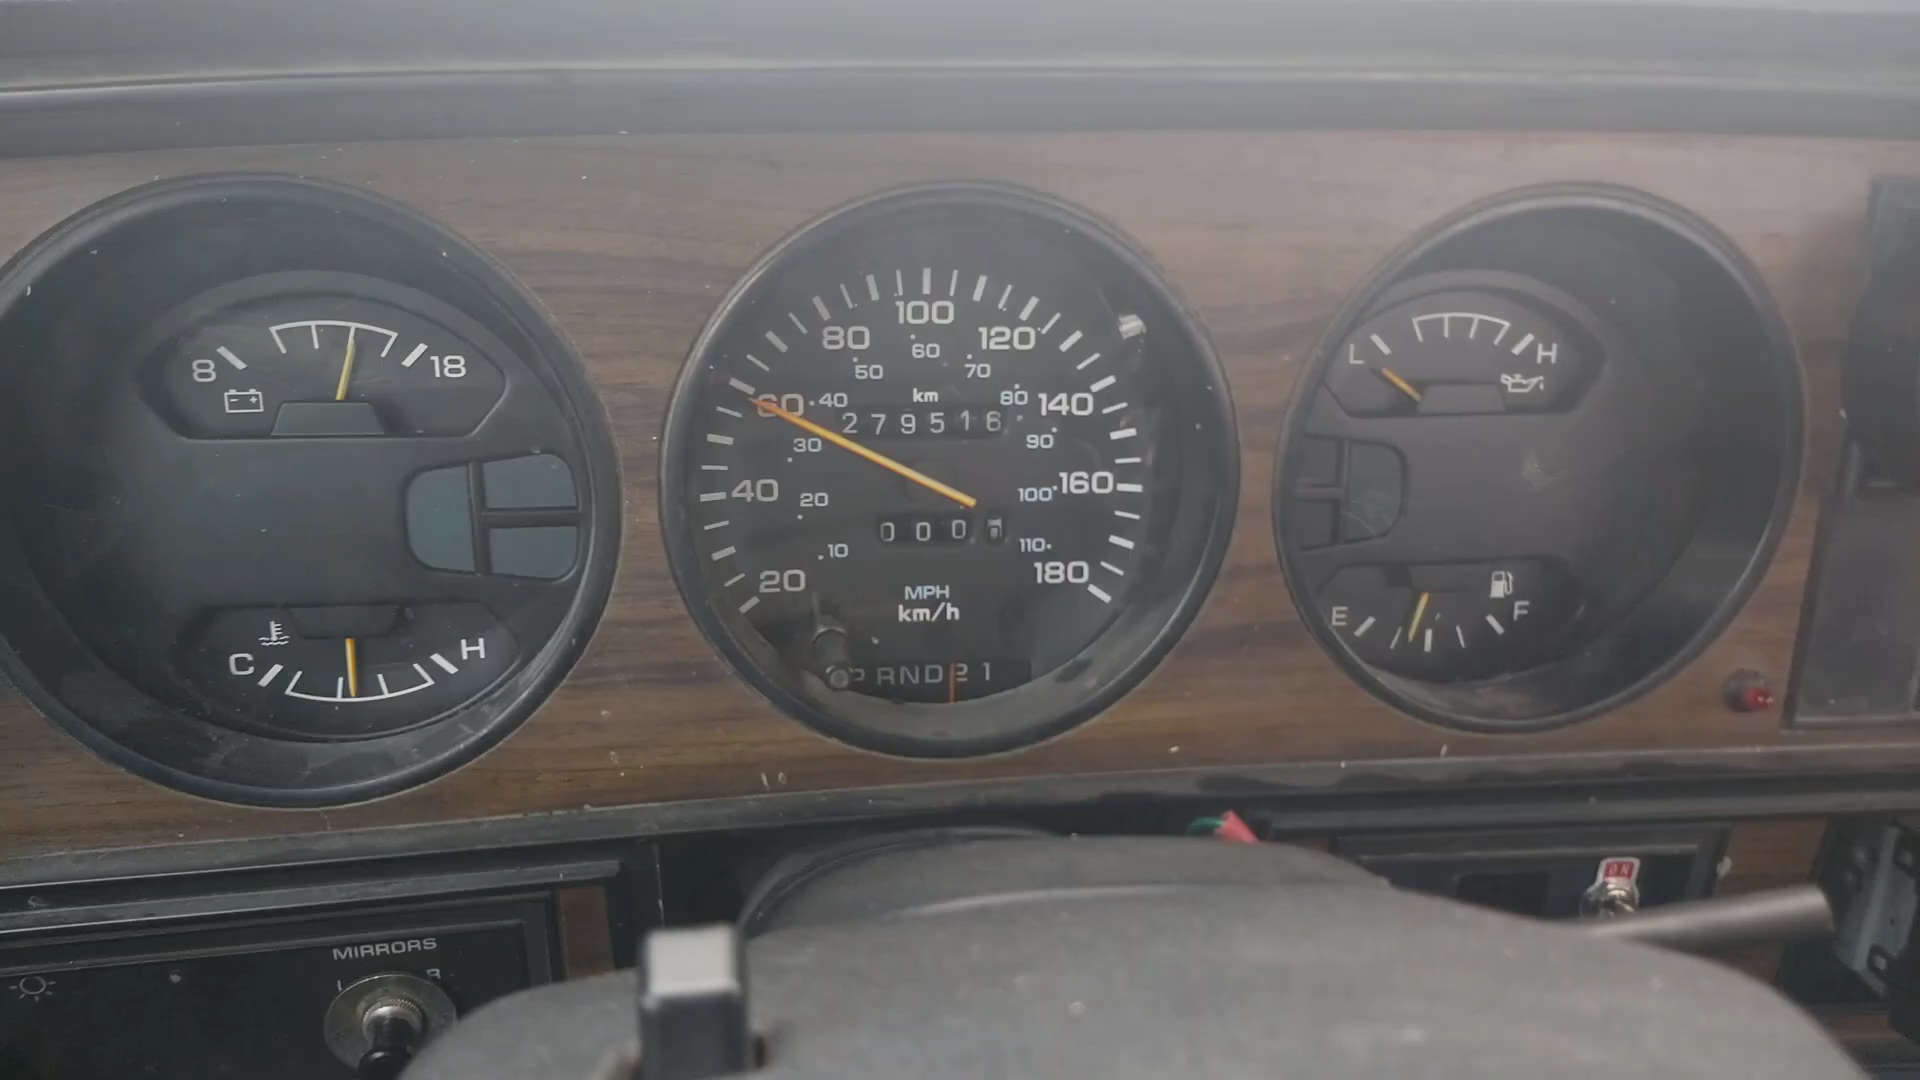 8 18
C H
100
80 120
60
50 70
km
60 40 80 140
279516
30 90
40 20 100 160
000
10 110
20 180
MPH
km/h
P RND21
L H
E F
ON
MIRRORS
L R